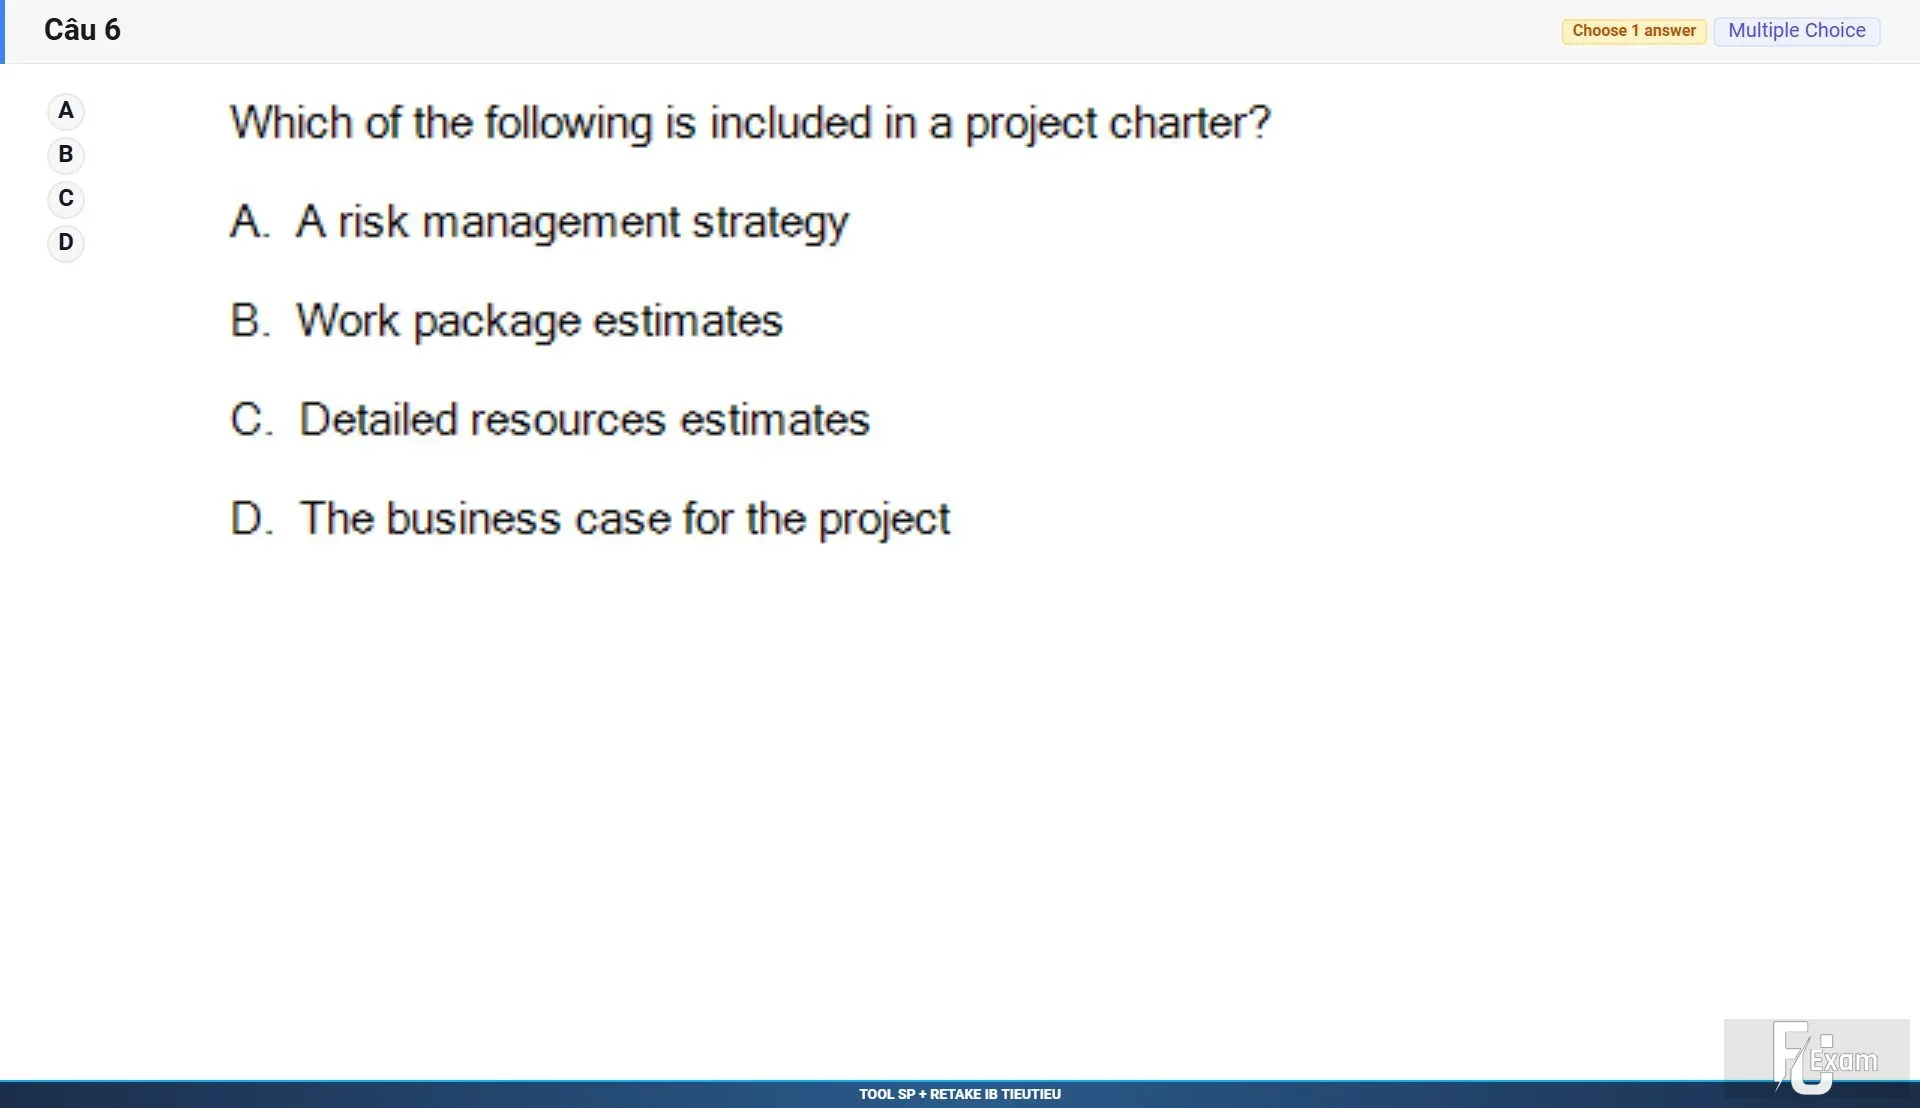 Câu 6
Choose 1 answer
Multiple Choice
A
B
C
D
Which of the following is included in a project charter?
A. A risk management strategy
B. Work package estimates
C. Detailed resources estimates
D. The business case for the project
FU Exam
TOOL SP + RETAKE IB TIEUTIEU